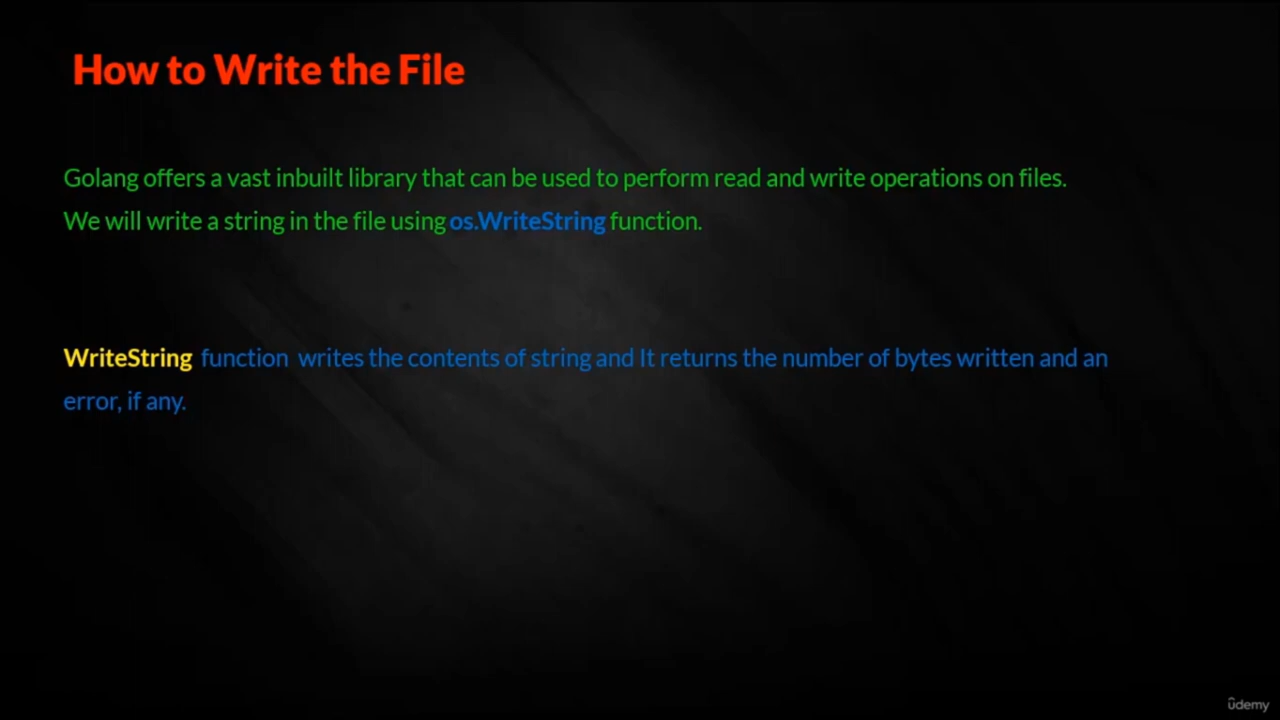 How to Write the File
Golang offers a vast inbuilt library that can be used to perform read and write operations on files.
We will write a string in the file using os.WriteString function.
WriteString function writes the contents of string and It returns the number of bytes written and an
error, if any.
ûdemy